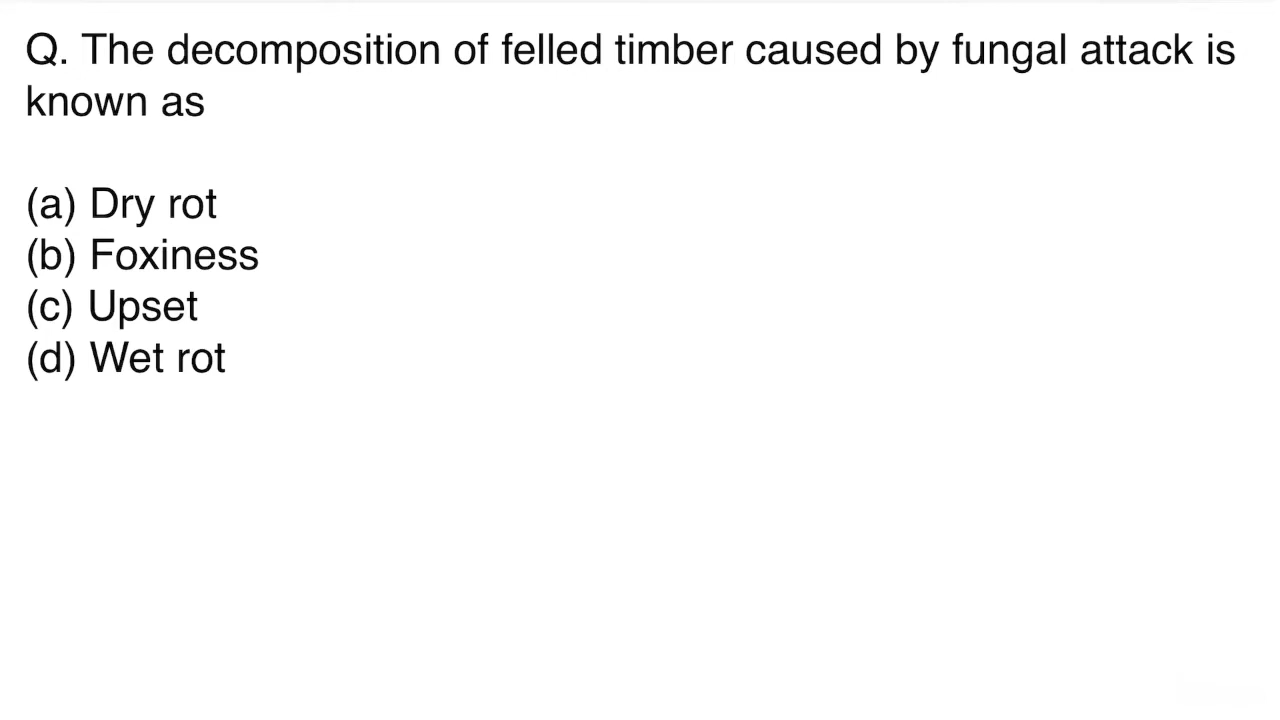 Q. The decomposition of felled timber caused by fungal attack is
known as
(a) Dry rot
(b) Foxiness
(c) Upset
(d) Wet rot